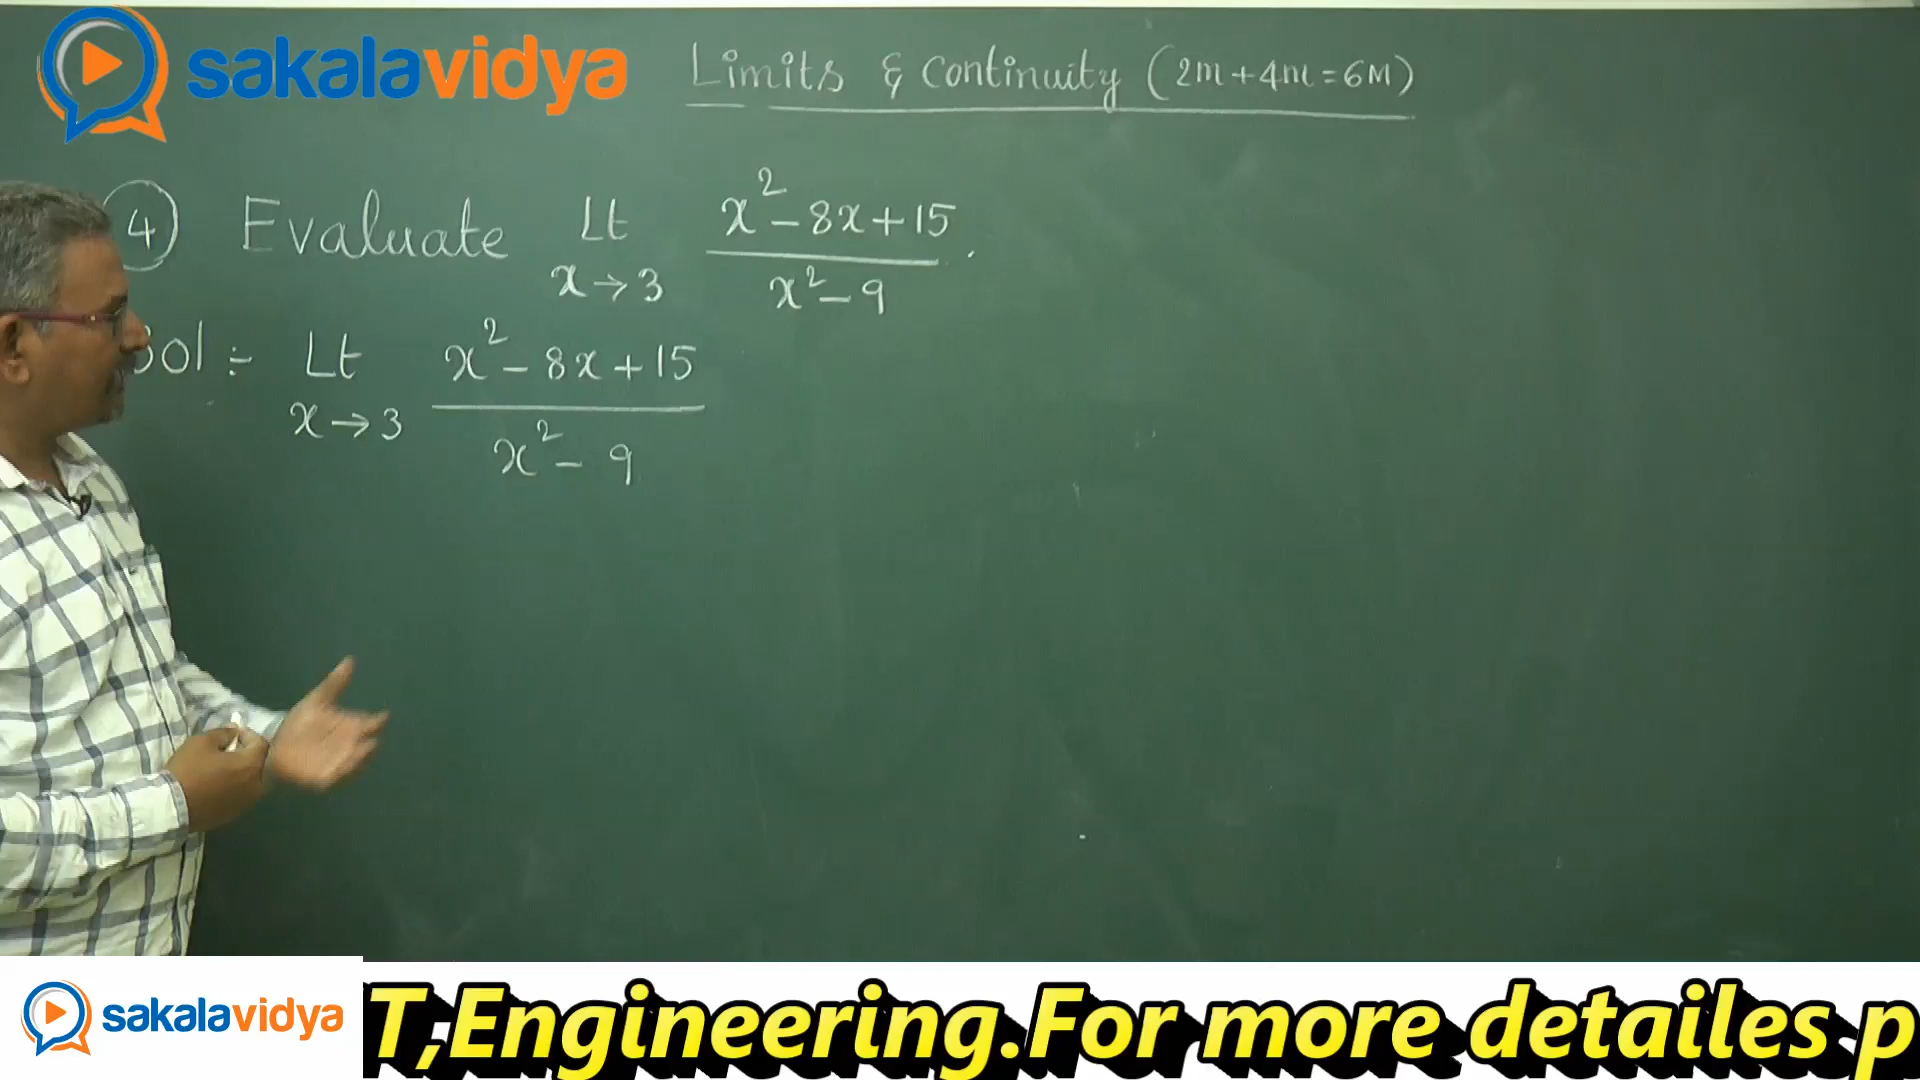 sakalavidya
Limits & continuity (2m+4m=6M)
④ Evaluate Lt x→3 x²-8x+15 / x²-9 .
Sol ÷ Lt x→3 x²-8x+15 / x²-9
sakalavidya
T,Engineering.For more detailes p